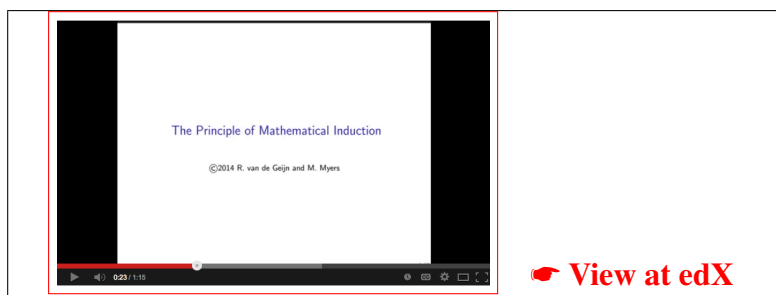 The Principle of Mathematical Induction
©2014 R. van de Geijn and M. Myers
0:23 / 1:15
☛ View at edX